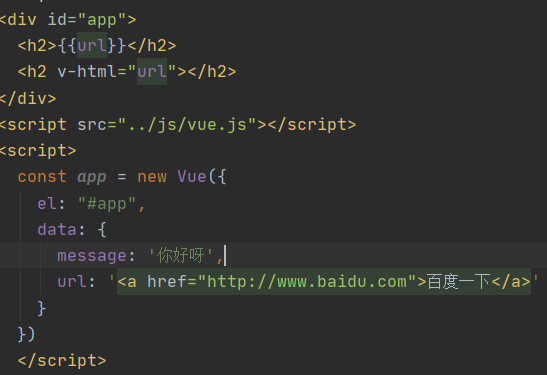 <div id="app">
<h2>{{url}}</h2>
<h2 v-html="url"></h2>
</div>
<script src="../js/vue.js"></script>
<script>
const app = new Vue({
el: "#app",
data: {
message: '你好呀',
url: '<a href="http://www.baidu.com">百度一下</a>'
}
})
</script>